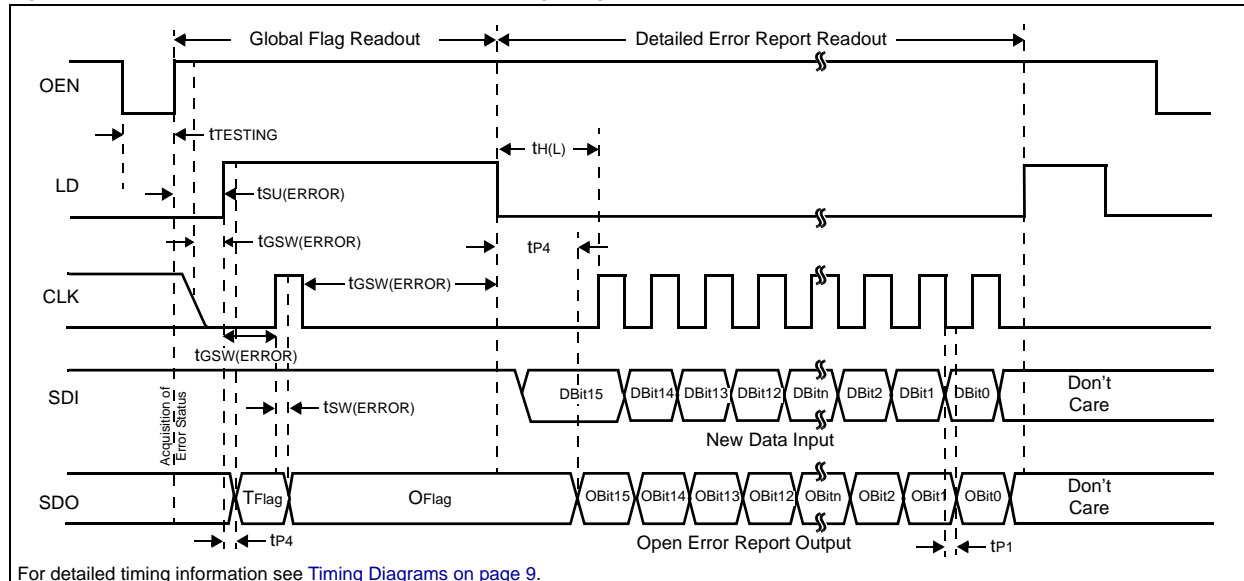 Global Flag Readout
Detailed Error Report Readout
OEN
tTESTING
tH(L)
LD
tSU(ERROR)
tGSW(ERROR)
tP4
CLK
tGSW(ERROR)
tGSW(ERROR)
SDI
DBit15
DBit14
DBit13
DBit12
DBitn
DBit2
DBit1
DBit0
Don't
Care
Acquisition of
Error Status
tSW(ERROR)
New Data Input
SDO
TFlag
OFlag
OBit15
OBit14
OBit13
OBit12
OBitn
OBit2
OBit1
OBit0
Don't
Care
tP4
Open Error Report Output
tP1
For detailed timing information see Timing Diagrams on page 9.